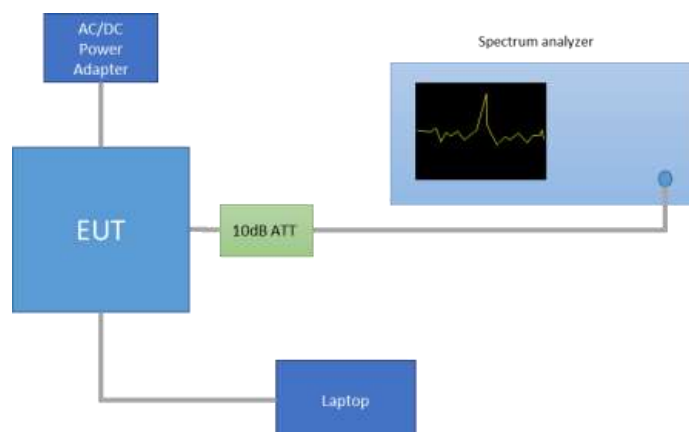 AC/DC
Power
Adapter
Spectrum analyzer
EUT
10dB ATT
Laptop